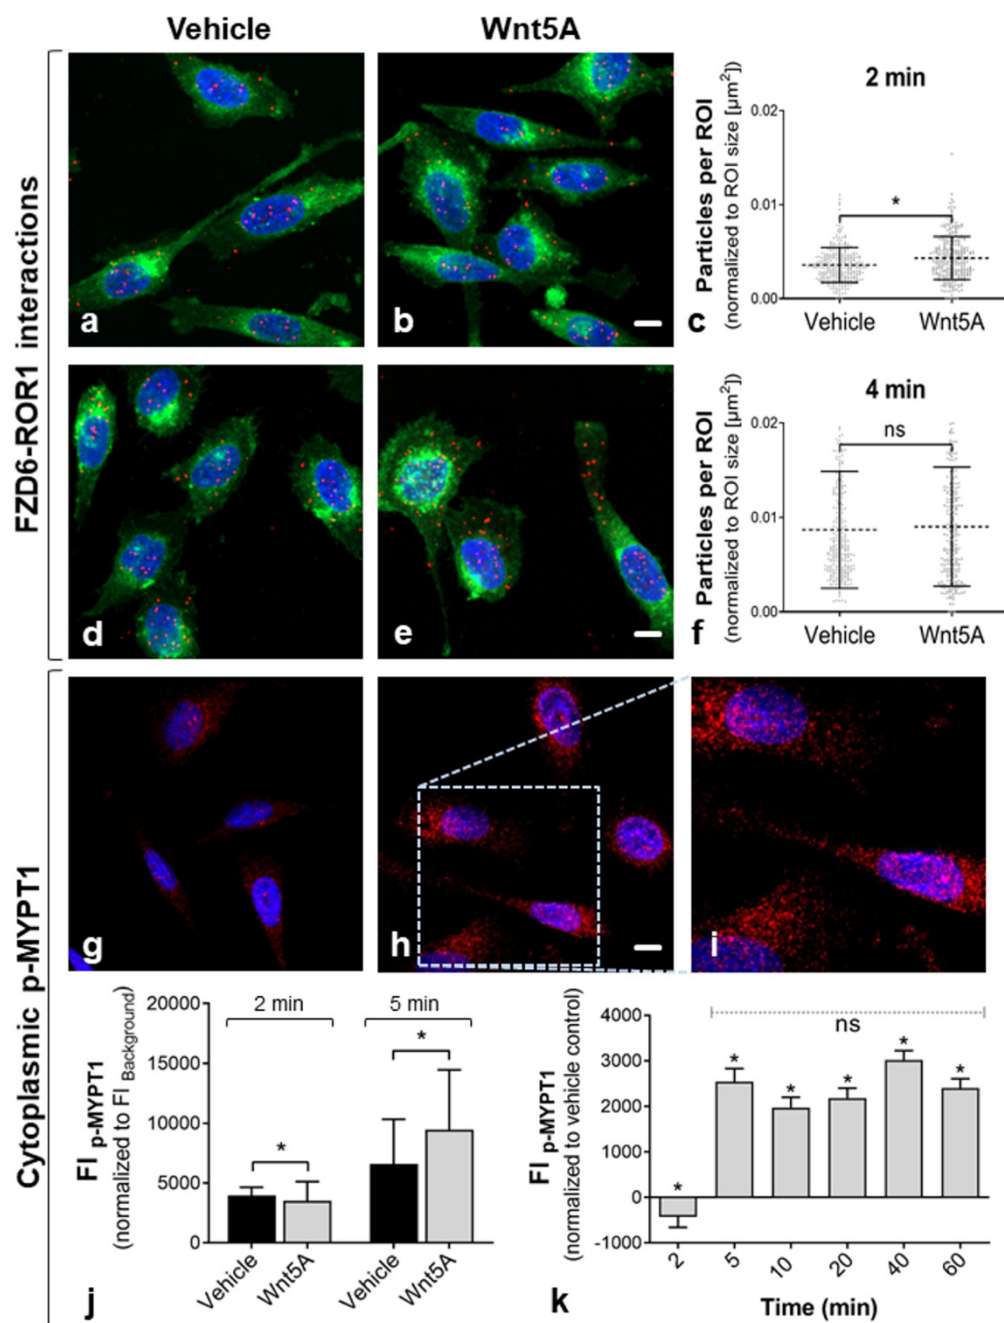 Vehicle
Wnt5A
FZD6-ROR1 interactions
a
b
c
2 min
Particles per ROI
(normalized to ROI size [µm²])
0.02
0.01
0.00
*
Vehicle
Wnt5A
d
e
f
4 min
Particles per ROI
(normalized to ROI size [µm²])
0.02
0.01
0.00
ns
Vehicle
Wnt5A
Cytoplasmic p-MYPT1
g
h
i
j
FI p-MYPT1
(normalized to FI Background)
20000
15000
10000
5000
0
2 min
5 min
*
*
Vehicle
Wnt5A
Vehicle
Wnt5A
k
FI p-MYPT1
(normalized to vehicle control)
4000
3000
2000
1000
0
-1000
ns
*
*
*
*
*
*
2
5
10
20
40
60
Time (min)